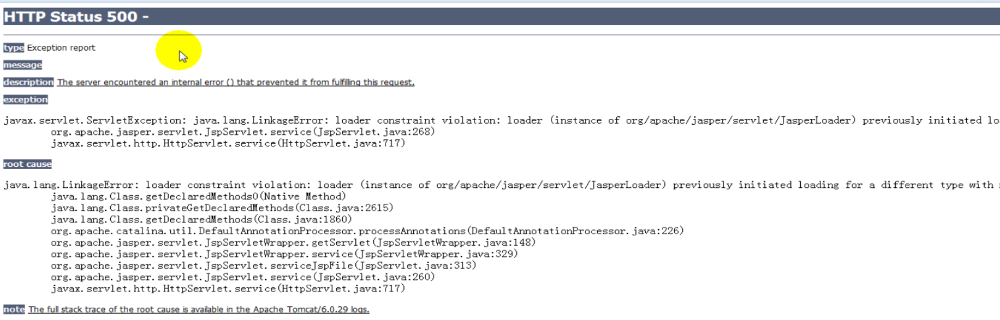 HTTP Status 500 -
type Exception report
message
description The server encountered an internal error () that prevented it from fulfilling this request.
exception
javax.servlet.ServletException: java.lang.LinkageError: loader constraint violation: loader (instance of org/apache/jasper/servlet/JasperLoader) previously initiated
org.apache.jasper.servlet.JspServlet.service(JspServlet.java:268)
javax.servlet.http.HttpServlet.service(HttpServlet.java:717)
root cause
java.lang.LinkageError: loader constraint violation: loader (instance of org/apache/jasper/servlet/JasperLoader) previously initiated loading for a different type with
java.lang.Class.getDeclaredMethods0(Native Method)
java.lang.Class.privateGetDeclaredMethods(Class.java:2615)
java.lang.Class.getDeclaredMethods(Class.java:1860)
org.apache.catalina.util.DefaultAnnotationProcessor.processAnnotations(DefaultAnnotationProcessor.java:226)
org.apache.jasper.servlet.JspServletWrapper.getServlet(JspServletWrapper.java:148)
org.apache.jasper.servlet.JspServletWrapper.service(JspServletWrapper.java:329)
org.apache.jasper.servlet.JspServlet.serviceJspFile(JspServlet.java:313)
org.apache.jasper.servlet.JspServlet.service(JspServlet.java:260)
javax.servlet.http.HttpServlet.service(HttpServlet.java:717)
note The full stack trace of the root cause is available in the Apache Tomcat/6.0.29 logs.